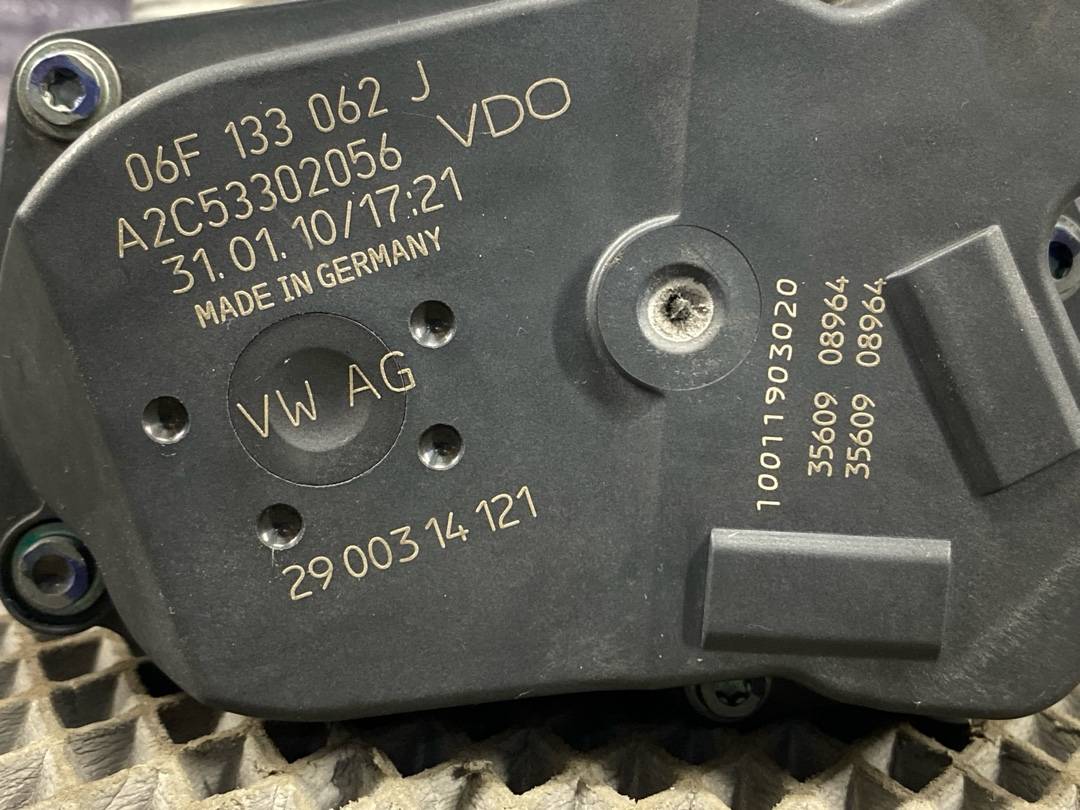 06F 133 062 J
A2C53302056 VDO
31.01.10/17:21
MADE IN GERMANY
VW AG
29 003 14 121
10011903020
35609 08964
35609 08964